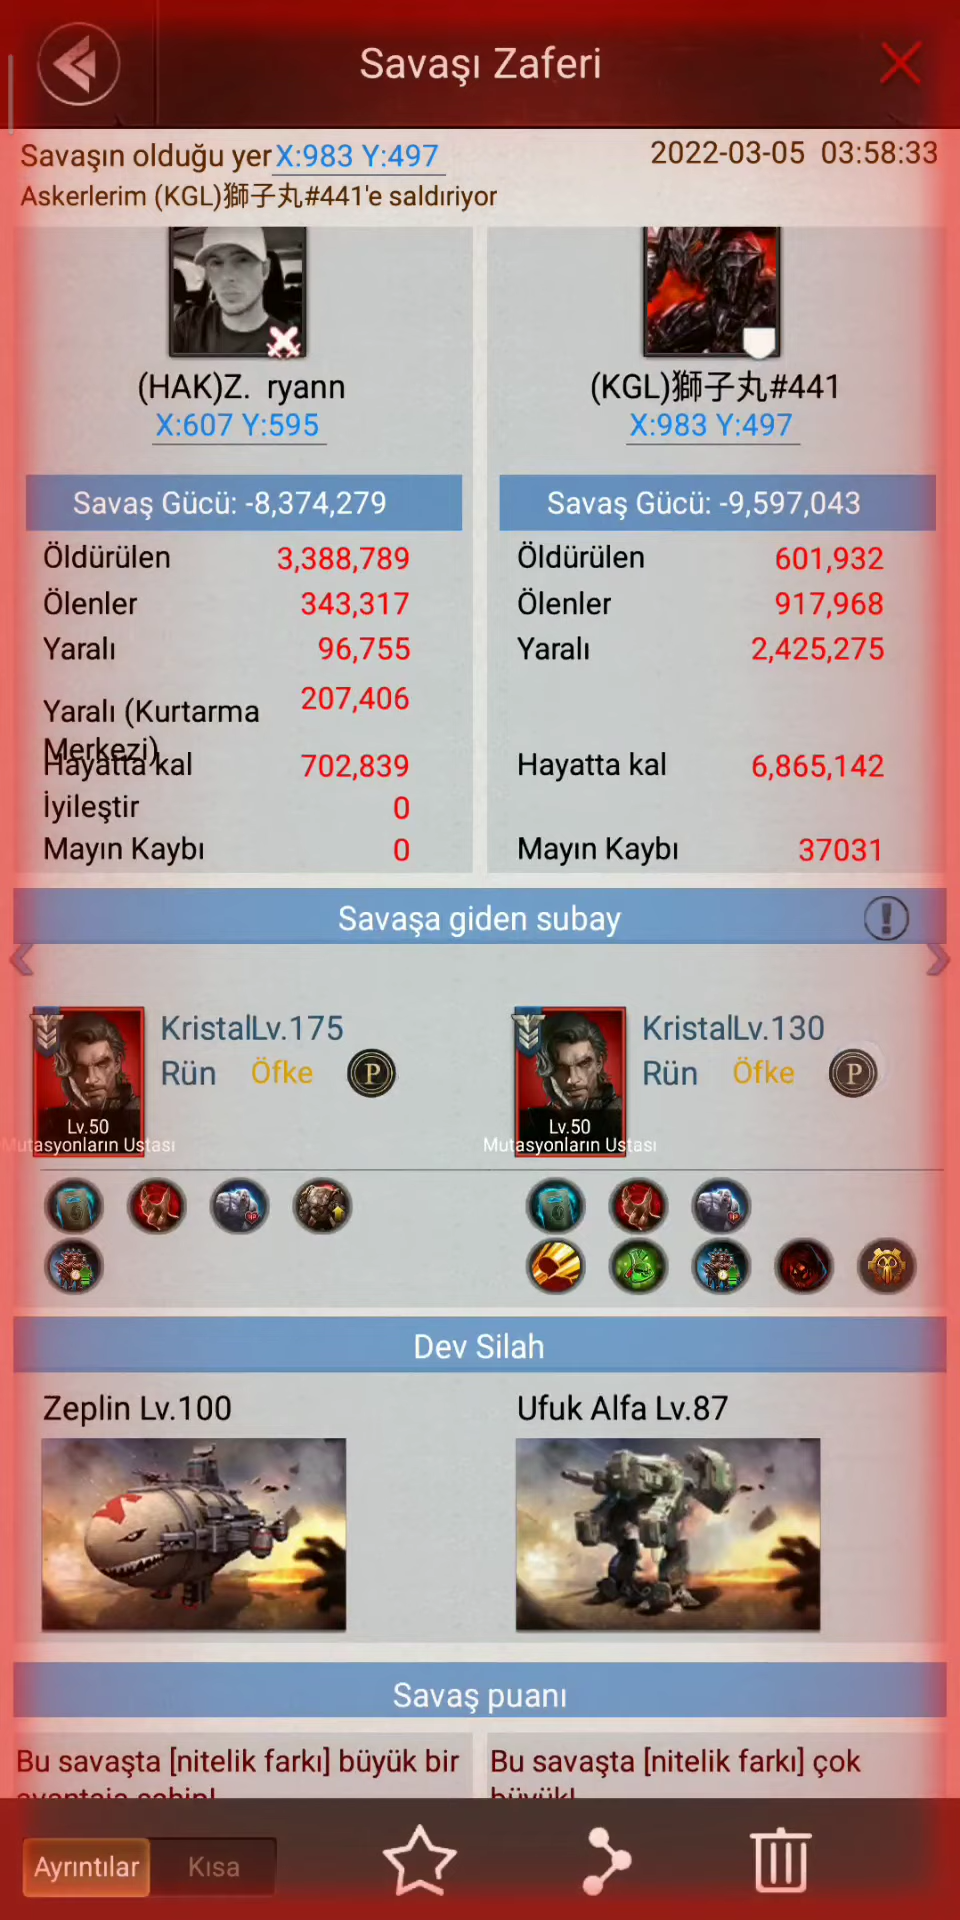 Savaşı Zaferi
Savaşın olduğu yer X:983 Y:497
2022-03-05 03:58:33
Askerlerim (KGL)獅子丸#441'e saldırıyor
(HAK)Z. ryann
X:607 Y:595
(KGL)獅子丸#441
X:983 Y:497
Savaş Gücü: -8,374,279
Öldürülen 3,388,789
Ölenler 343,317
Yaralı 96,755
Yaralı (Kurtarma 207,406
Merkezi)
Hayatta kal 702,839
İyileştir 0
Mayın Kaybı 0
Savaş Gücü: -9,597,043
Öldürülen 601,932
Ölenler 917,968
Yaralı 2,425,275
Hayatta kal 6,865,142
Mayın Kaybı 37031
Savaşa giden subay
KristalLv.175
Rün Öfke P
Lv.50
Mutasyonların Ustası
KristalLv.130
Rün Öfke P
Lv.50
Mutasyonların Ustası
Dev Silah
Zeplin Lv.100
Ufuk Alfa Lv.87
Savaş puanı
Bu savaşta [nitelik farkı] büyük bir
avantaja sahip!
Bu savaşta [nitelik farkı] çok
büyük!
Ayrıntılar
Kısa